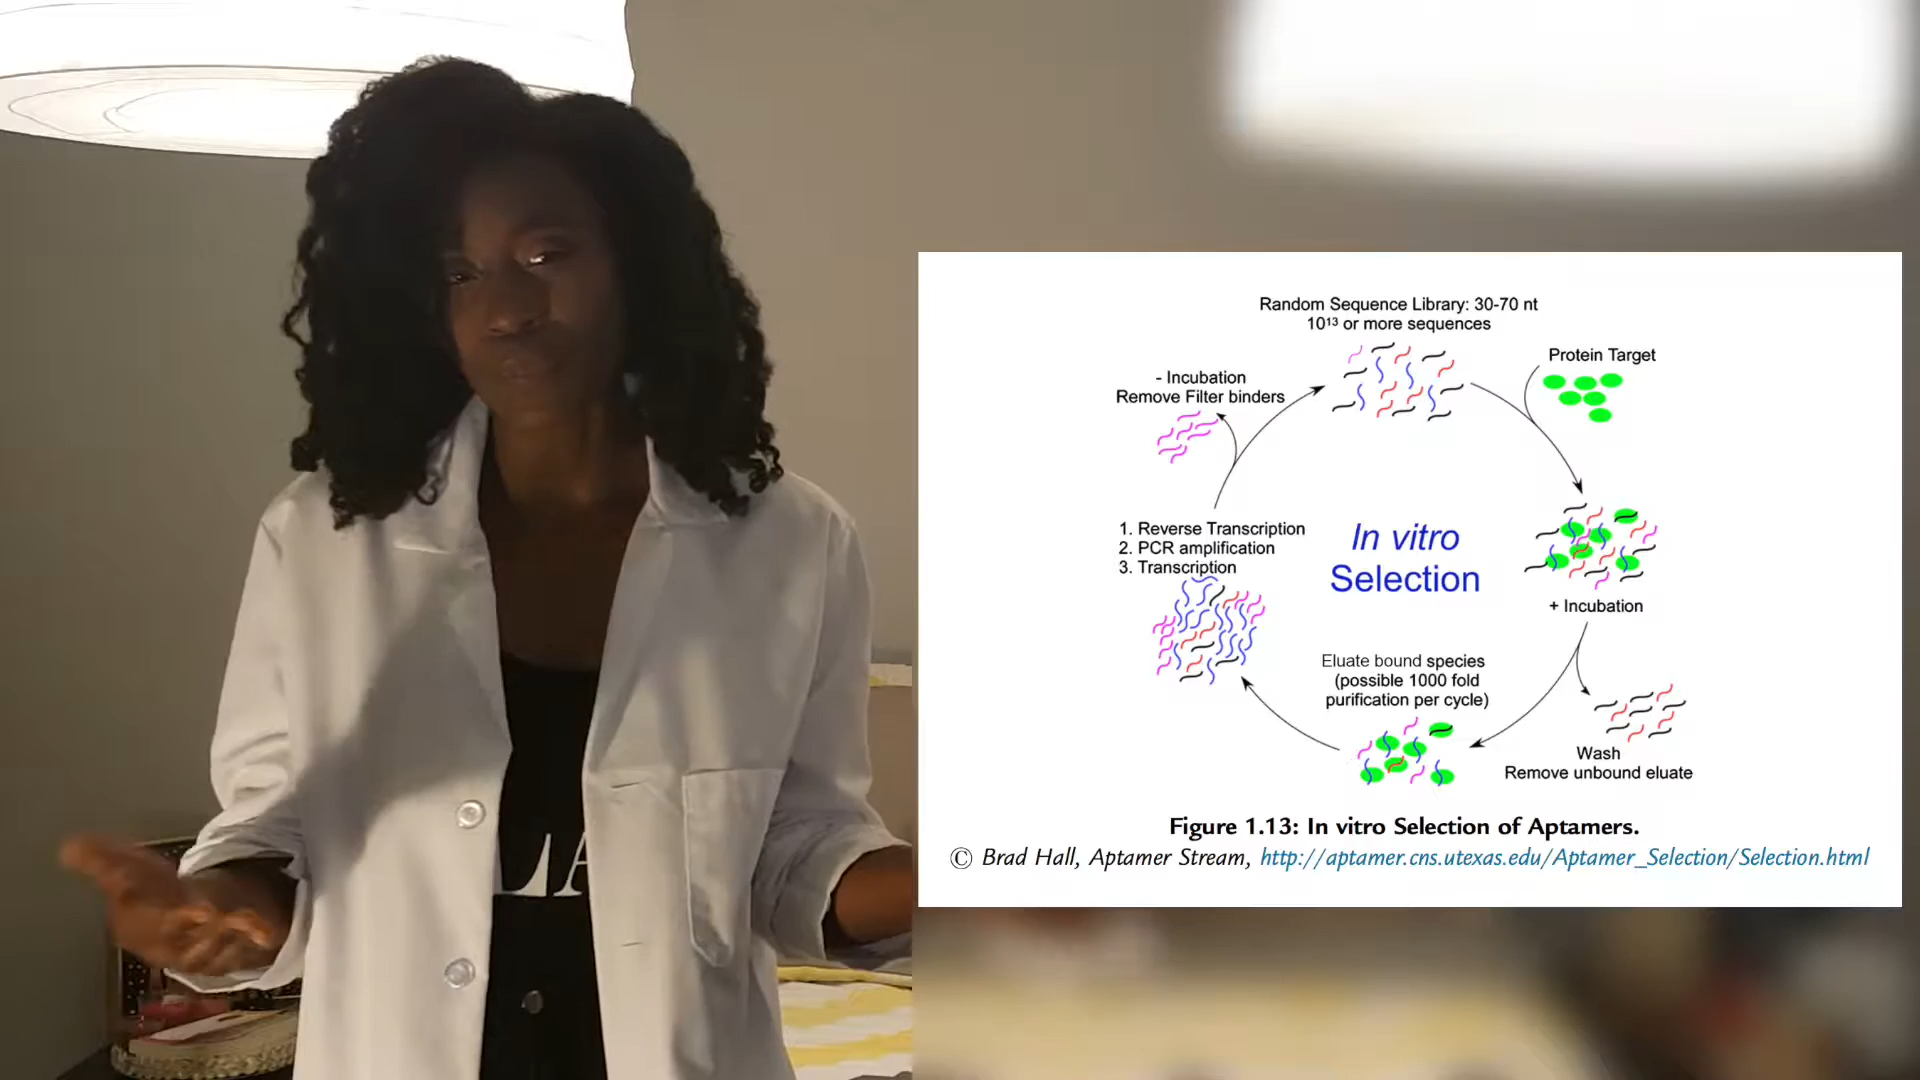 Random Sequence Library: 30-70 nt
10¹³ or more sequences
Protein Target
- Incubation
Remove Filter binders
1. Reverse Transcription
2. PCR amplification
3. Transcription
In vitro
Selection
+ Incubation
Eluate bound species
(possible 1000 fold
purification per cycle)
Wash
Remove unbound eluate
Figure 1.13: In vitro Selection of Aptamers.
© Brad Hall, Aptamer Stream, http://aptamer.cns.utexas.edu/Aptamer_Selection/Selection.html